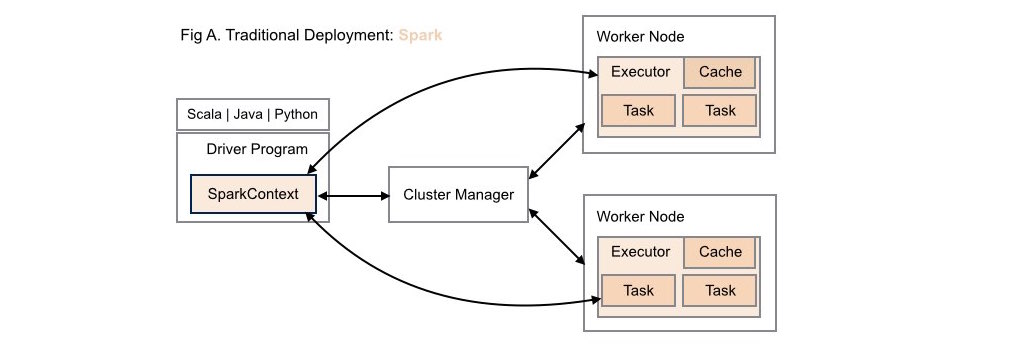 Fig A. Traditional Deployment: Spark
Scala | Java | Python
Driver Program
SparkContext
Cluster Manager
Worker Node
Executor
Cache
Task
Task
Worker Node
Executor
Cache
Task
Task